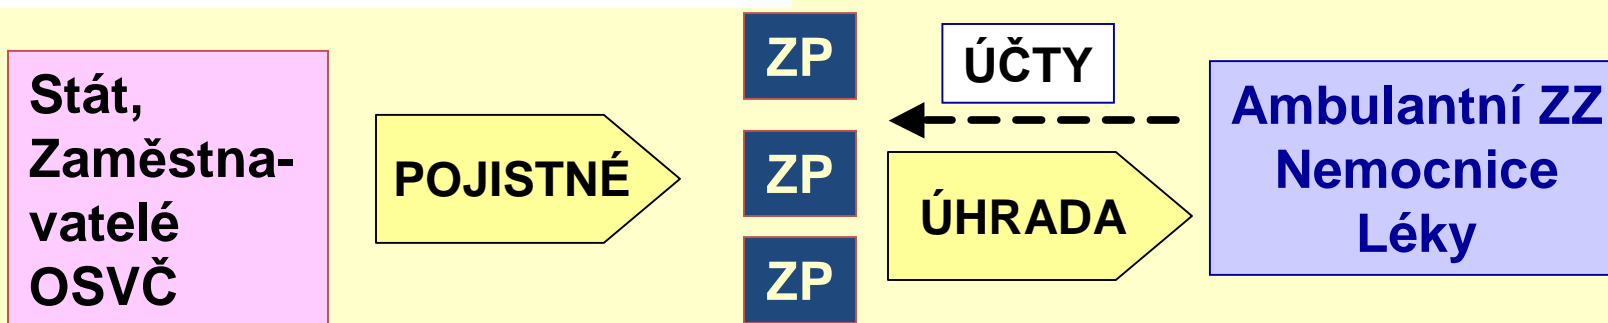 Stát,
Zaměstna-
vatelé
OSVČ
POJISTNÉ
ZP
ZP
ZP
ÚČTY
ÚHRADA
Ambulantní ZZ
Nemocnice
Léky